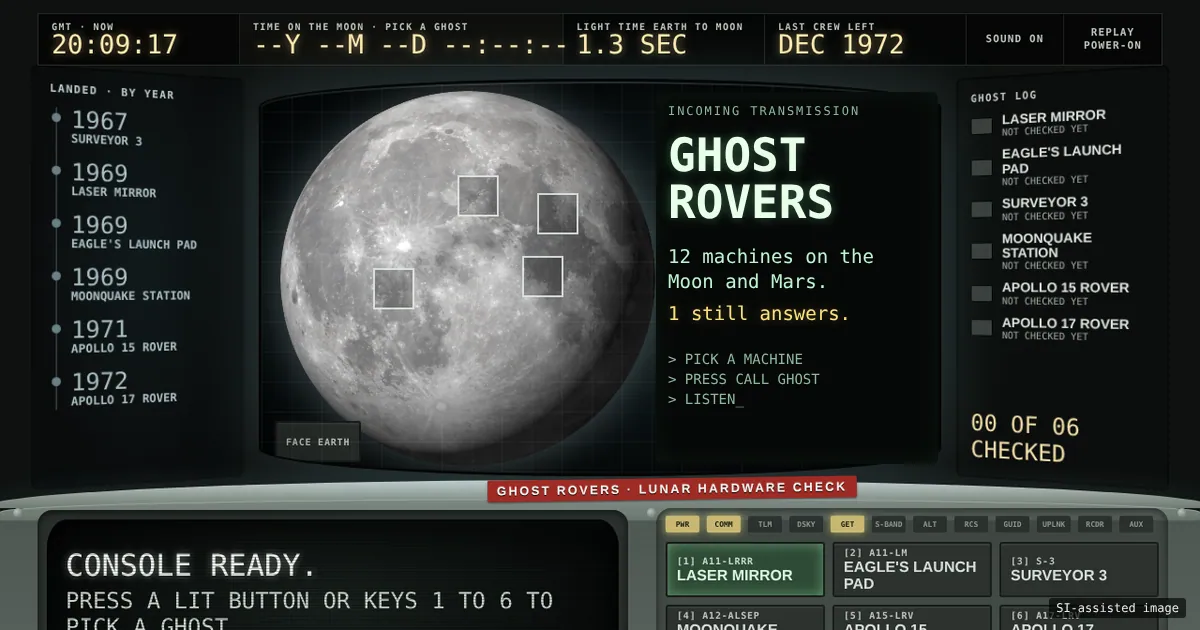 GMT · NOW
20:09:17
TIME ON THE MOON · PICK A GHOST
--Y --M --D --:--:--
LIGHT TIME EARTH TO MOON
1.3 SEC
LAST CREW LEFT
DEC 1972
SOUND ON
REPLAY
POWER-ON
LANDED · BY YEAR
1967
SURVEYOR 3
1969
LASER MIRROR
1969
EAGLE'S LAUNCH PAD
1969
MOONQUAKE STATION
1971
APOLLO 15 ROVER
1972
APOLLO 17 ROVER
FACE EARTH
INCOMING TRANSMISSION
GHOST
ROVERS
12 machines on the
Moon and Mars.
1 still answers.
> PICK A MACHINE
> PRESS CALL GHOST
> LISTEN_
GHOST LOG
LASER MIRROR
NOT CHECKED YET
EAGLE'S LAUNCH
PAD
NOT CHECKED YET
SURVEYOR 3
NOT CHECKED YET
MOONQUAKE
STATION
NOT CHECKED YET
APOLLO 15 ROVER
NOT CHECKED YET
APOLLO 17 ROVER
NOT CHECKED YET
00 OF 06
CHECKED
GHOST ROVERS · LUNAR HARDWARE CHECK
CONSOLE READY.
PRESS A LIT BUTTON OR KEYS 1 TO 6 TO
PICK A GHOST
PWR COMM TLM DSKY GET S-BAND ALT RCS GUID UPLNK RCDR AUX
[1] A11-LRRR
LASER MIRROR
[2] A11-LM
EAGLE'S LAUNCH
PAD
[3] S-3
SURVEYOR 3
[4] A12-ALSEP
MOONQUAKE
[5] A15-LRV
APOLLO 15
[6]
APOLLO 17
SI-assisted image